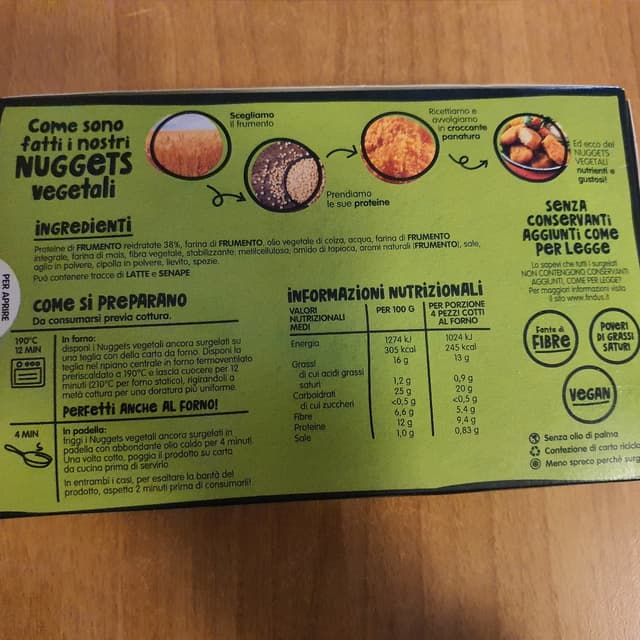 Come sono
fatti i nostri
NUGGETS
vegetali
Scegliamo
il frumento
Prendiamo
le sue proteine
Ricettiamo e
avvolgiamo
in croccante
panatura
Ed ecco dei
NUGGETS
VEGETALI
nutrienti e
gustosi!
INGREDIENTI
Proteine di FRUMENTO reidratate 38%, farina di FRUMENTO, olio vegetale di colza, acqua, farina di FRUMENTO
integrale, farina di mais, fibra vegetale, stabilizzante: metilcellulosa; amido di tapioca, aromi naturali (FRUMENTO), sale,
aglio in polvere, cipolla in polvere, lievito, spezie.
Può contenere tracce di LATTE e SENAPE
SENZA
CONSERVANTI
AGGIUNTI COME
PER LEGGE
Lo sapevi che tutti i surgelati
NON CONTENGONO CONSERVANTI
AGGIUNTI, COME PER LEGGE?
Per maggiori informazioni visita
il sito www.findus.it
PER APRIRE
COME SI PREPARANO
Da consumarsi previa cottura.
190°C
12 MIN
In forno:
disponi i Nuggets vegetali ancora surgelati su
una teglia con della carta da forno. Disponi la
teglia nel ripiano centrale in forno termoventilato
preriscaldato a 190°C e lascia cuocere per 12
minuti (210°C per forno statico), rigirandoli a
metà cottura per una doratura più uniforme.
PERFETTI ANCHE AL FORNO!
4 MIN
In padella:
friggi i Nuggets vegetali ancora surgelati in
padella con abbondante olio caldo per 4 minuti.
Una volta cotto, poggia il prodotto su carta
da cucina prima di servirlo
In entrambi i casi, per esaltare la bontà del
prodotto, aspetta 2 minuti prima di consumarli!
INFORMAZIONI NUTRIZIONALI
VALORI
NUTRIZIONALI
MEDI
PER 100 G
PER PORZIONE
4 PEZZI COTTI
AL FORNO
Energia 1274 kJ 1024 kJ
305 kcal 245 kcal
Grassi 16 g 13 g
di cui acidi grassi
saturi 1,2 g 0,9 g
Carboidrati 25 g 20 g
di cui zuccheri <0,5 g <0,5 g
Fibre 6,6 g 5,4 g
Proteine 12 g 9,4 g
Sale 1,0 g 0,83 g
Fonte di
FIBRE
POVERI
DI GRASSI
SATURI
VEGAN
Senza olio di palma
Confezione di carta ricicla
Meno spreco perchè surg